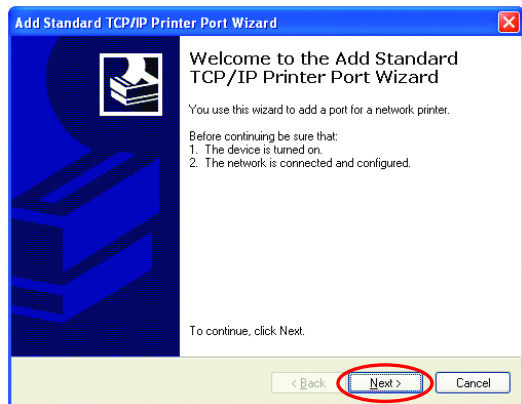 Add Standard TCP/IP Printer Port Wizard
Welcome to the Add Standard
TCP/IP Printer Port Wizard
You use this wizard to add a port for a network printer.
Before continuing be sure that:
1. The device is turned on.
2. The network is connected and configured.
To continue, click Next.
< Back
Next >
Cancel